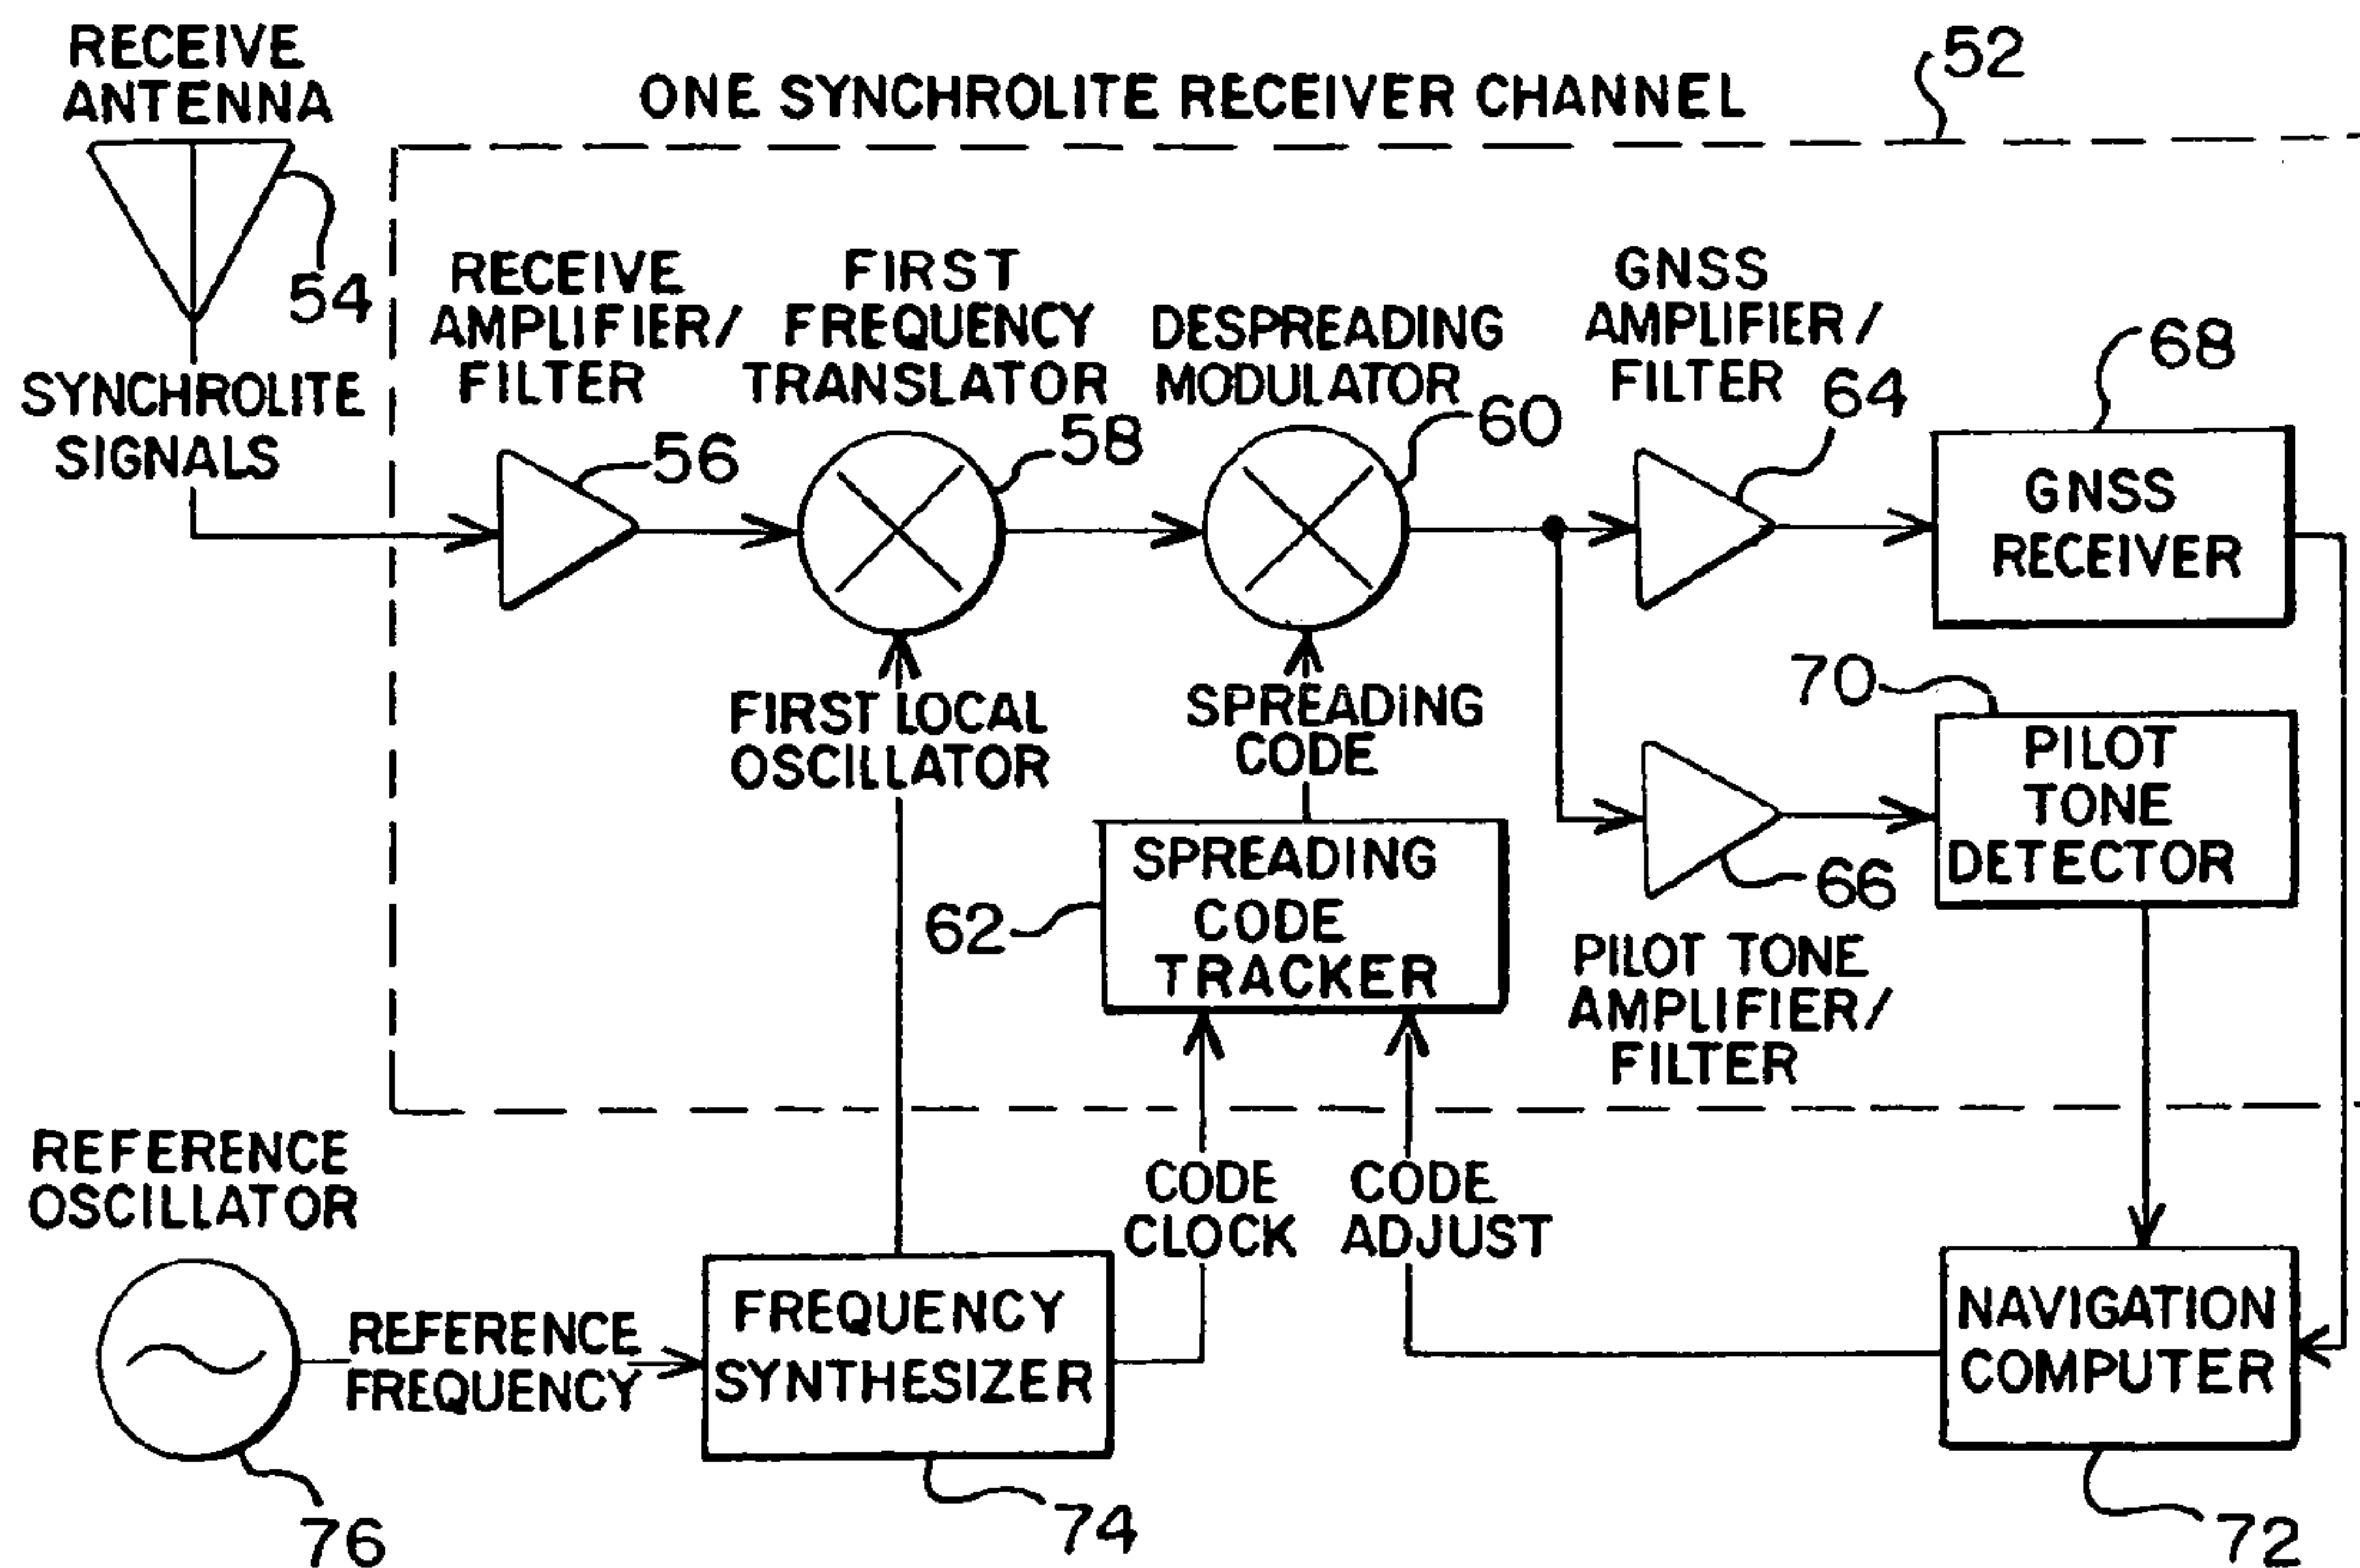 RECEIVE
ANTENNA
52
ONE SYNCHROLITE RECEIVER CHANNEL
54
SYNCHROLITE
SIGNALS
RECEIVE
AMPLIFIER/
FILTER
56
FIRST
FREQUENCY
TRANSLATOR
58
DESPREADING
MODULATOR
60
GNSS
AMPLIFIER/
FILTER
64
68
GNSS
RECEIVER
FIRST LOCAL
OSCILLATOR
SPREADING
CODE
70
PILOT
TONE
DETECTOR
62
SPREADING
CODE
TRACKER
66
PILOT TONE
AMPLIFIER/
FILTER
REFERENCE
OSCILLATOR
CODE
CLOCK
CODE
ADJUST
REFERENCE
FREQUENCY
FREQUENCY
SYNTHESIZER
NAVIGATION
COMPUTER
76
74
72